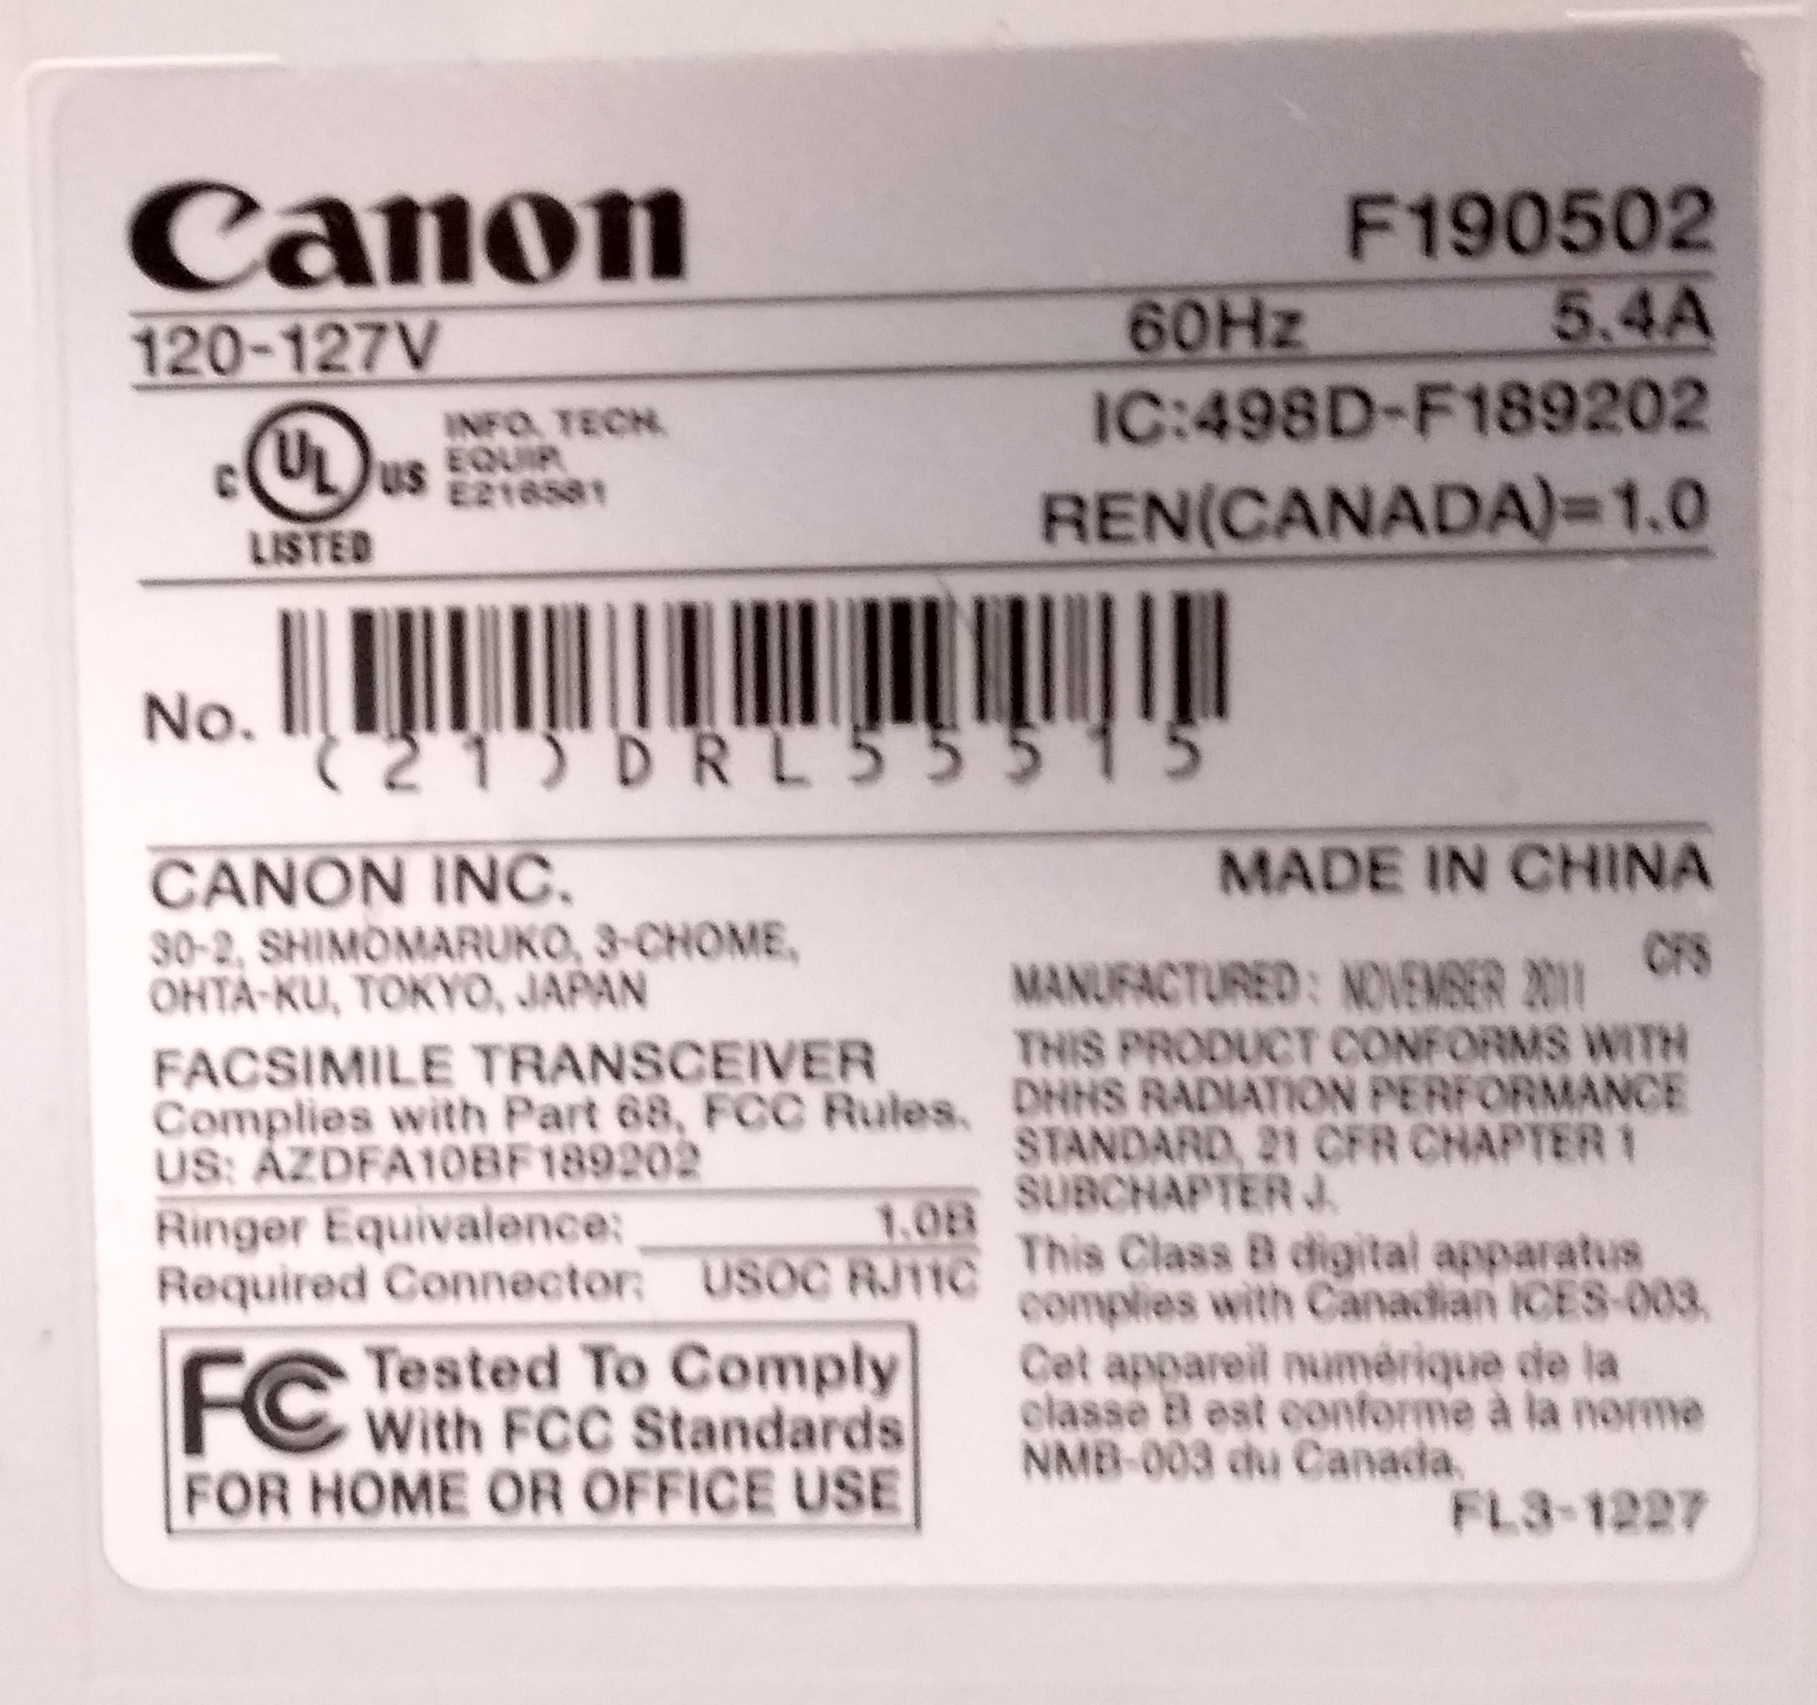 Canon
F190502
120-127V 60Hz 5.4A
C UL US LISTED
INFO. TECH.
EQUIP.
E216581
IC:498D-F189202
REN(CANADA)=1.0
No.
(21)DRL55515
CANON INC.
30-2, SHIMOMARUKO, 3-CHOME,
OHTA-KU, TOKYO, JAPAN
FACSIMILE TRANSCEIVER
Complies with Part 68, FCC Rules.
US: AZDFA10BF189202
Ringer Equivalence: 1.0B
Required Connector: USOC RJ11C
FC Tested To Comply
With FCC Standards
FOR HOME OR OFFICE USE
MADE IN CHINA
CFS
MANUFACTURED: NOVEMBER 2011
THIS PRODUCT CONFORMS WITH
DHHS RADIATION PERFORMANCE
STANDARD, 21 CFR CHAPTER 1
SUBCHAPTER J.
This Class B digital apparatus
complies with Canadian ICES-003.
Cet appareil numérique de la
classe B est conforme à la norme
NMB-003 du Canada.
FL3-1227